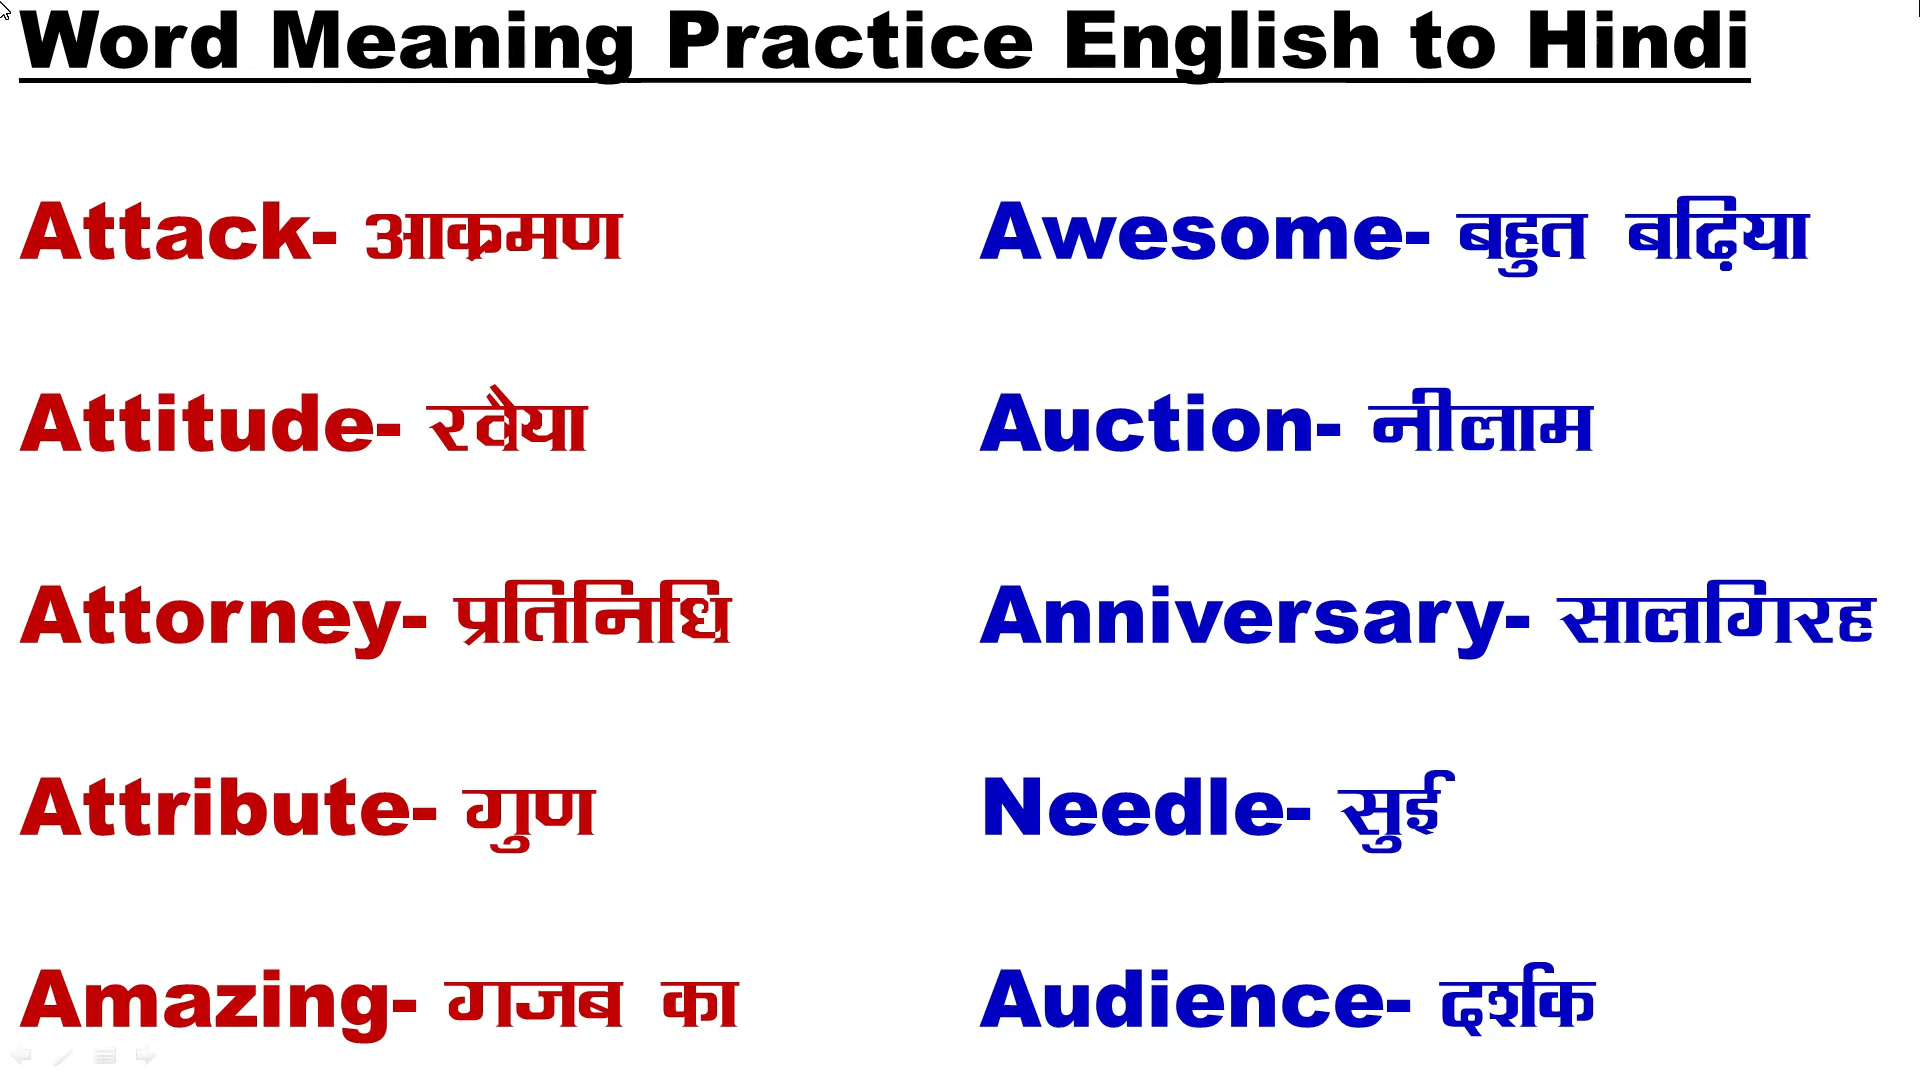 Word Meaning Practice English to Hindi
Attack- आक्रमण
Awesome- बहुत बढ़िया
Attitude- रवैया
Auction- नीलाम
Attorney- प्रतिनिधि
Anniversary- सालगिरह
Attribute- गुण
Needle- सुई
Amazing- गजब का
Audience- दर्शक